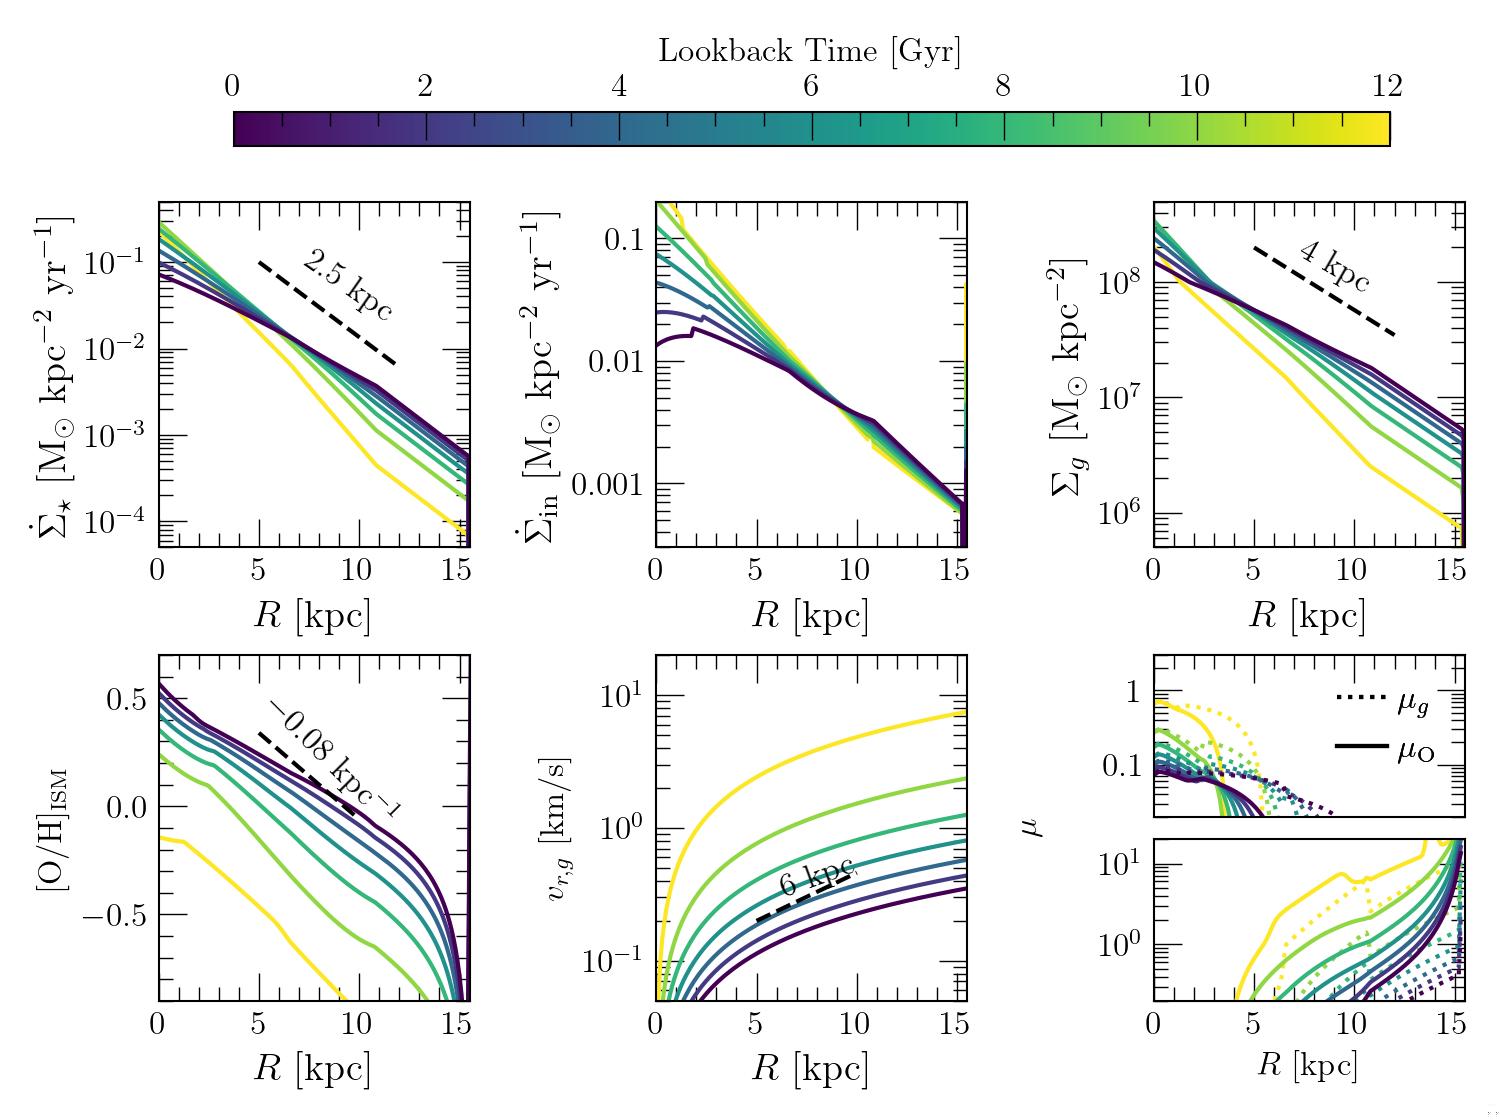 Lookback Time [Gyr]
0 2 4 6 8 10 12
Σ̇⋆ [M⊙ kpc⁻² yr⁻¹]
10⁻¹
10⁻²
10⁻³
10⁻⁴
2.5 kpc
0 5 10 15
R [kpc]
Σ̇in [M⊙ kpc⁻² yr⁻¹]
0.1
0.01
0.001
0 5 10 15
R [kpc]
Σg [M⊙ kpc⁻²]
10⁸
10⁷
10⁶
4 kpc
0 5 10 15
R [kpc]
[O/H]ISM
0.5
0.0
−0.5
−0.08 kpc⁻¹
0 5 10 15
R [kpc]
vr,g [km/s]
10¹
10⁰
10⁻¹
6 kpc
0 5 10 15
R [kpc]
μ
1
0.1
μg
μO
10¹
10⁰
0 5 10 15
R [kpc]